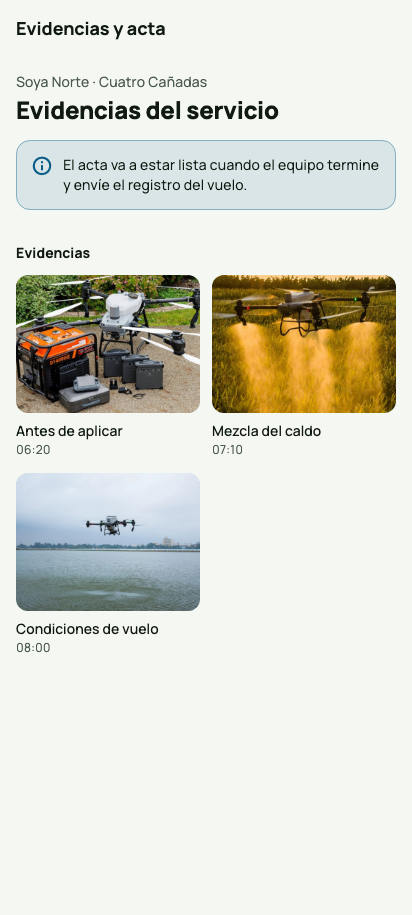 Evidencias y acta
Soya Norte · Cuatro Cañadas
Evidencias del servicio
El acta va a estar lista cuando el equipo termine
y envíe el registro del vuelo.
Evidencias
Antes de aplicar
06:20
Mezcla del caldo
07:10
Condiciones de vuelo
08:00